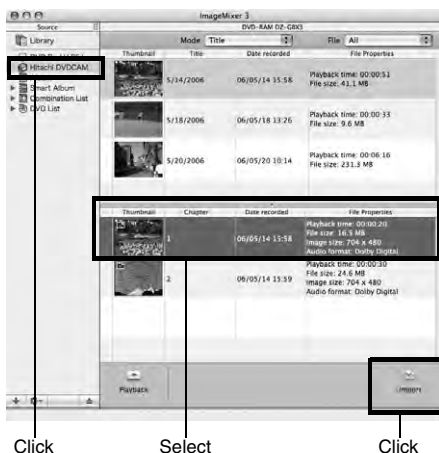 ImageMixer 3
Source
DVD-RAM DZ-GBX3
Library
Mode Title File All
Thumbnail Title Date recorded File Properties
Hitachi DVDCAM
Smart Album
Combination List
DVD List
5/14/2006 06/05/14 15:58 Playback time: 00:00:51
File size: 41.1 MB
5/18/2006 06/05/18 13:26 Playback time: 00:00:33
File size: 9.6 MB
5/20/2006 06/05/20 10:14 Playback time: 00:06:16
File size: 231.3 MB
Thumbnail Chapter Date recorded File Properties
1 06/05/14 15:58 Playback time: 00:00:20
File size: 16.5 MB
Image size: 704 x 480
Audio format: Dolby Digital
2 06/05/14 15:59 Playback time: 00:00:30
File size: 24.6 MB
Image size: 704 x 480
Audio format: Dolby Digital
Playback
Import
Click Select Click